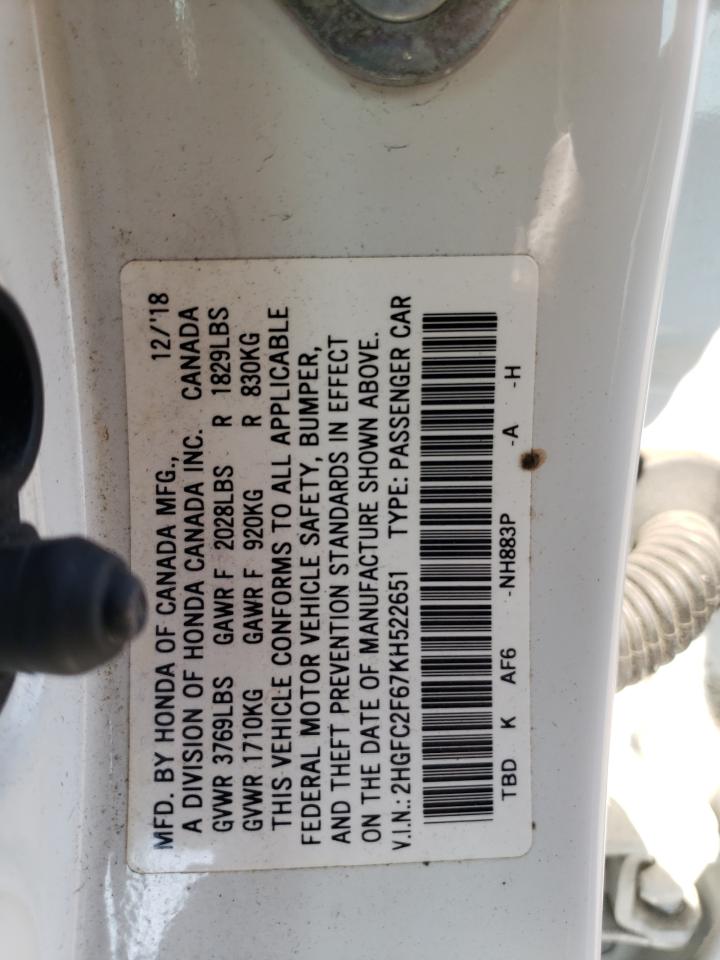 MFD. BY HONDA OF CANADA MFG., 12/'18
A DIVISION OF HONDA CANADA INC. CANADA
GVWR 3769LBS GAWR F 2028LBS R 1829LBS
GVWR 1710KG GAWR F 920KG R 830KG
THIS VEHICLE CONFORMS TO ALL APPLICABLE
FEDERAL MOTOR VEHICLE SAFETY, BUMPER,
AND THEFT PREVENTION STANDARDS IN EFFECT
ON THE DATE OF MANUFACTURE SHOWN ABOVE.
V.I.N.: 2HGFC2F67KH522651 TYPE: PASSENGER CAR
TBD K AF6 -NH883P -A -H